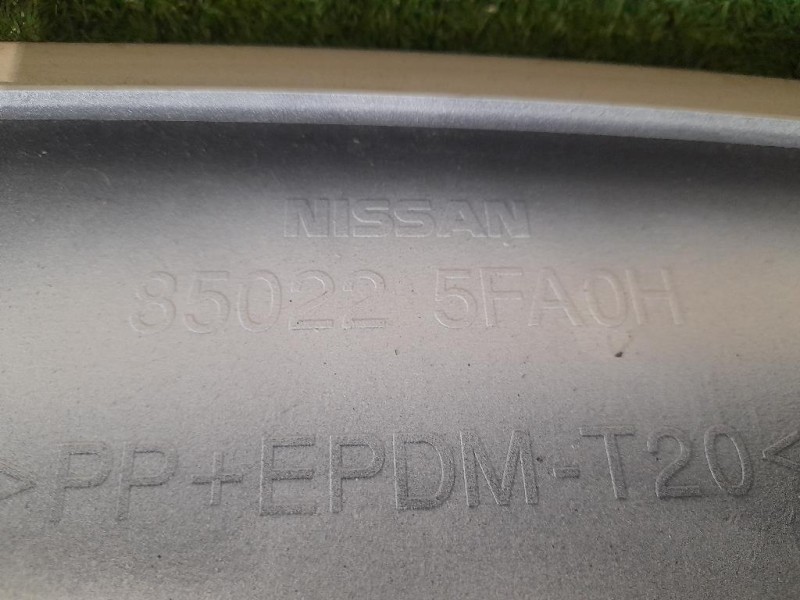 NISSAN
85022 5FA0H
>PP+EPDM-T20<